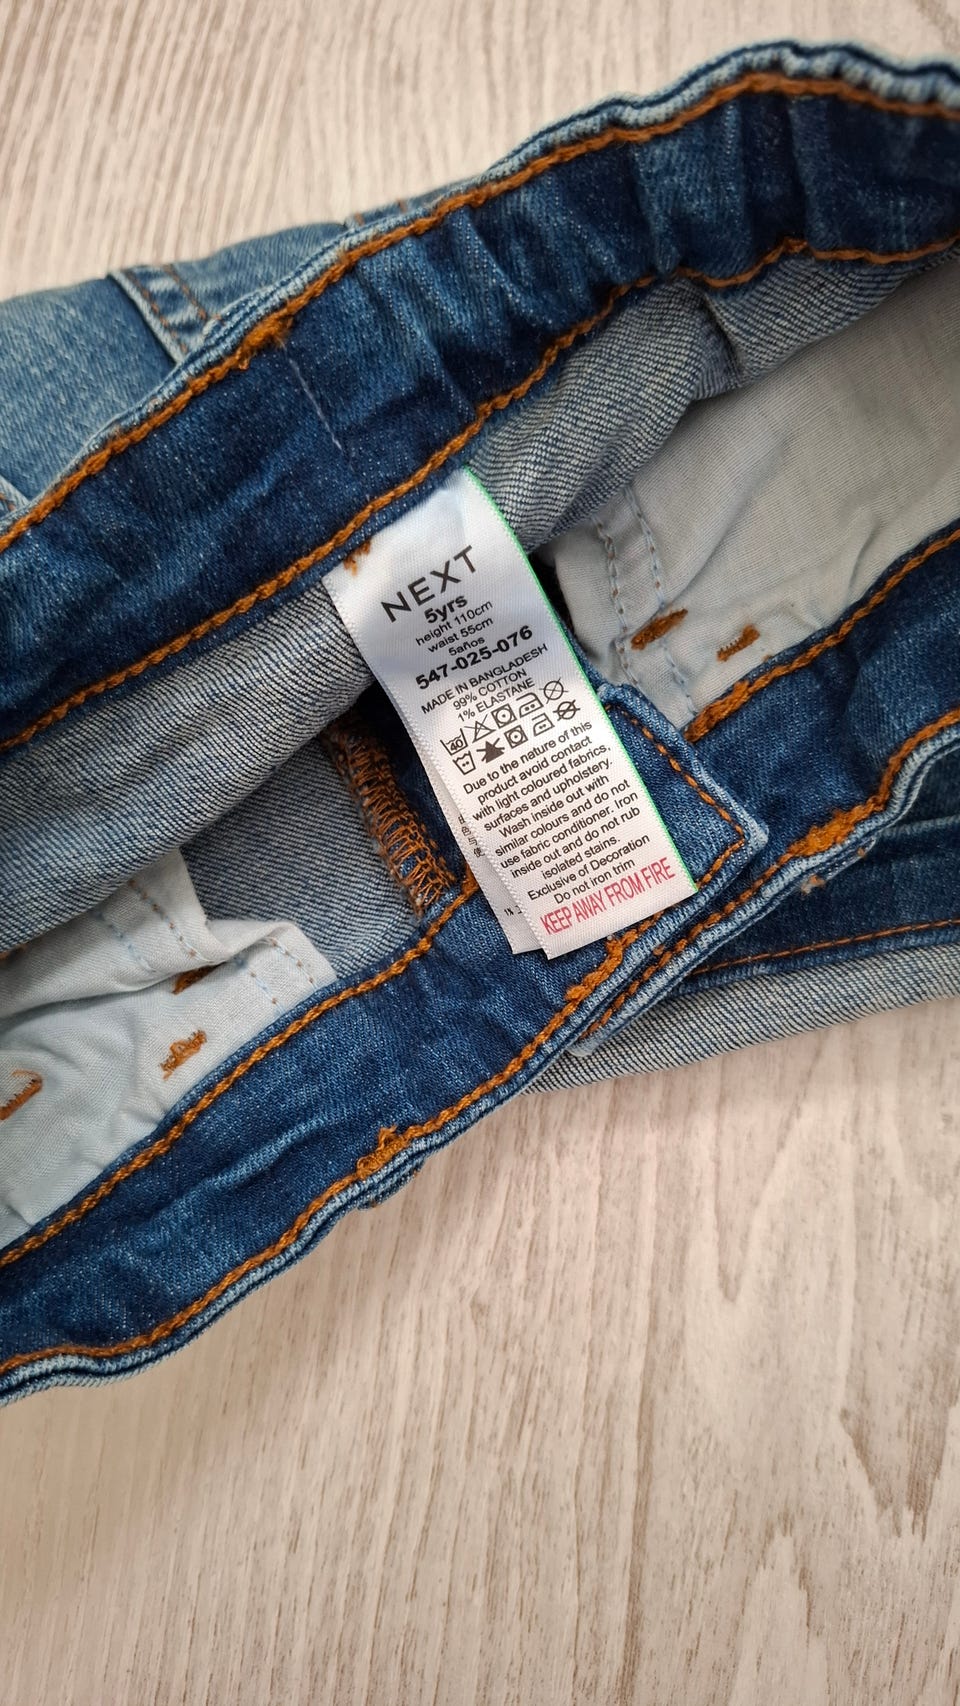 NEXT
5yrs
height 110cm
waist 55cm
5años
547-025-076
MADE IN BANGLADESH
99% COTTON
1% ELASTANE
40
Due to the nature of this
product avoid contact
with light coloured fabrics,
surfaces and upholstery.
Wash inside out with
similar colours and do not
use fabric conditioner. Iron
inside out and do not rub
isolated stains.
Exclusive of Decoration
Do not iron trim
KEEP AWAY FROM FIRE